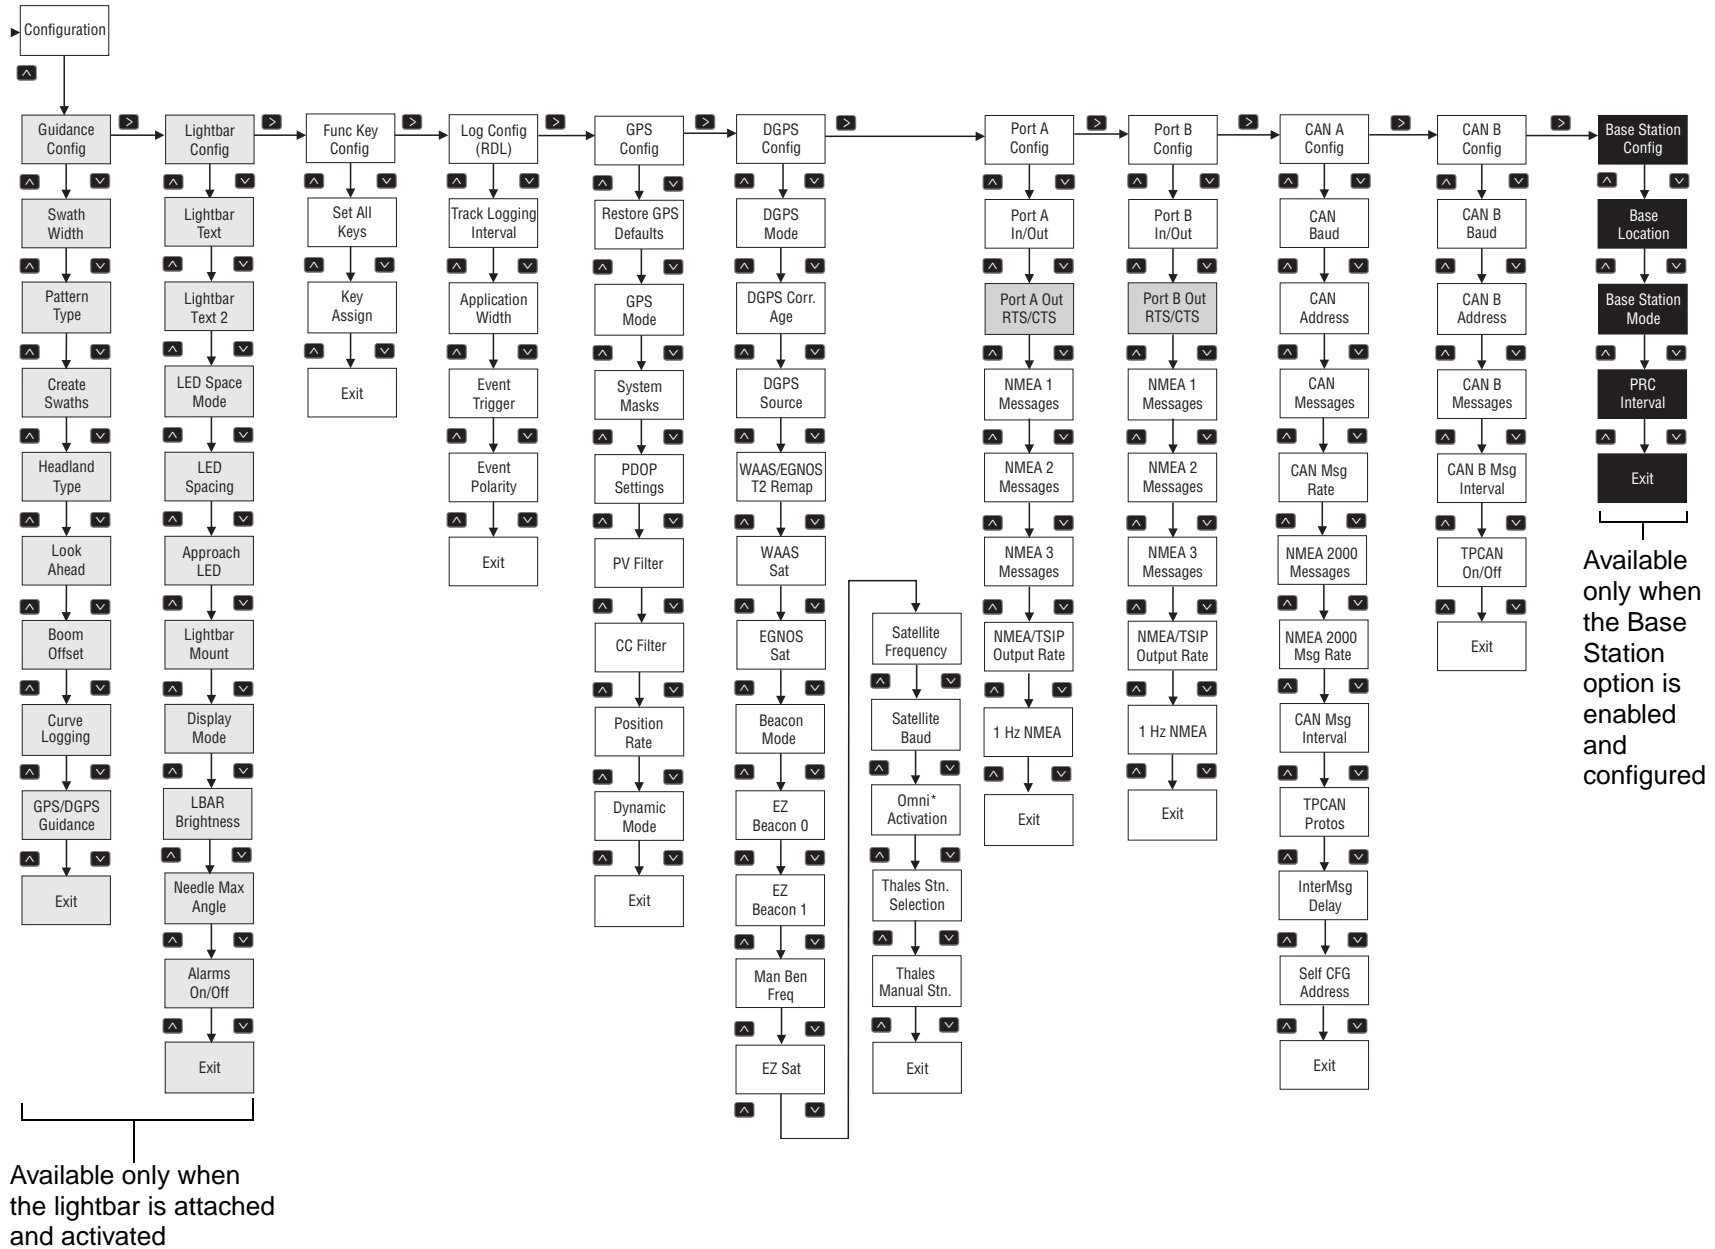 Configuration
Guidance
Config
Swath
Width
Pattern
Type
Create
Swaths
Headland
Type
Look
Ahead
Boom
Offset
Curve
Logging
GPS/DGPS
Guidance
Exit
Lightbar
Config
Lightbar
Text
Lightbar
Text 2
LED Space
Mode
LED
Spacing
Approach
LED
Lightbar
Mount
Display
Mode
LBAR
Brightness
Needle Max
Angle
Alarms
On/Off
Exit
Available only when
the lightbar is attached
and activated
Func Key
Config
Set All
Keys
Key
Assign
Exit
Log Config
(RDL)
Track Logging
Interval
Application
Width
Event
Trigger
Event
Polarity
Exit
GPS
Config
Restore GPS
Defaults
GPS
Mode
System
Masks
PDOP
Settings
PV Filter
CC Filter
Position
Rate
Dynamic
Mode
Exit
DGPS
Config
DGPS
Mode
DGPS Corr.
Age
DGPS
Source
WAAS/EGNOS
T2 Remap
WAAS
Sat
EGNOS
Sat
Beacon
Mode
EZ
Beacon 0
EZ
Beacon 1
Man Ben
Freq
EZ Sat
Satellite
Frequency
Satellite
Baud
Omni*
Activation
Thales Stn.
Selection
Thales
Manual Stn.
Exit
Port A
Config
Port A
In/Out
Port A Out
RTS/CTS
NMEA 1
Messages
NMEA 2
Messages
NMEA 3
Messages
NMEA/TSIP
Output Rate
1 Hz NMEA
Exit
Port B
Config
Port B
In/Out
Port B Out
RTS/CTS
NMEA 1
Messages
NMEA 2
Messages
NMEA 3
Messages
NMEA/TSIP
Output Rate
1 Hz NMEA
Exit
CAN A
Config
CAN
Baud
CAN
Address
CAN
Messages
CAN Msg
Rate
NMEA 2000
Messages
NMEA 2000
Msg Rate
CAN Msg
Interval
TPCAN
Protos
InterMsg
Delay
Self CFG
Address
Exit
CAN B
Config
CAN B
Baud
CAN B
Address
CAN B
Messages
CAN B Msg
Interval
TPCAN
On/Off
Exit
Base Station
Config
Base
Location
Base Station
Mode
PRC
Interval
Exit
Available
only when
the Base
Station
option is
enabled
and
configured